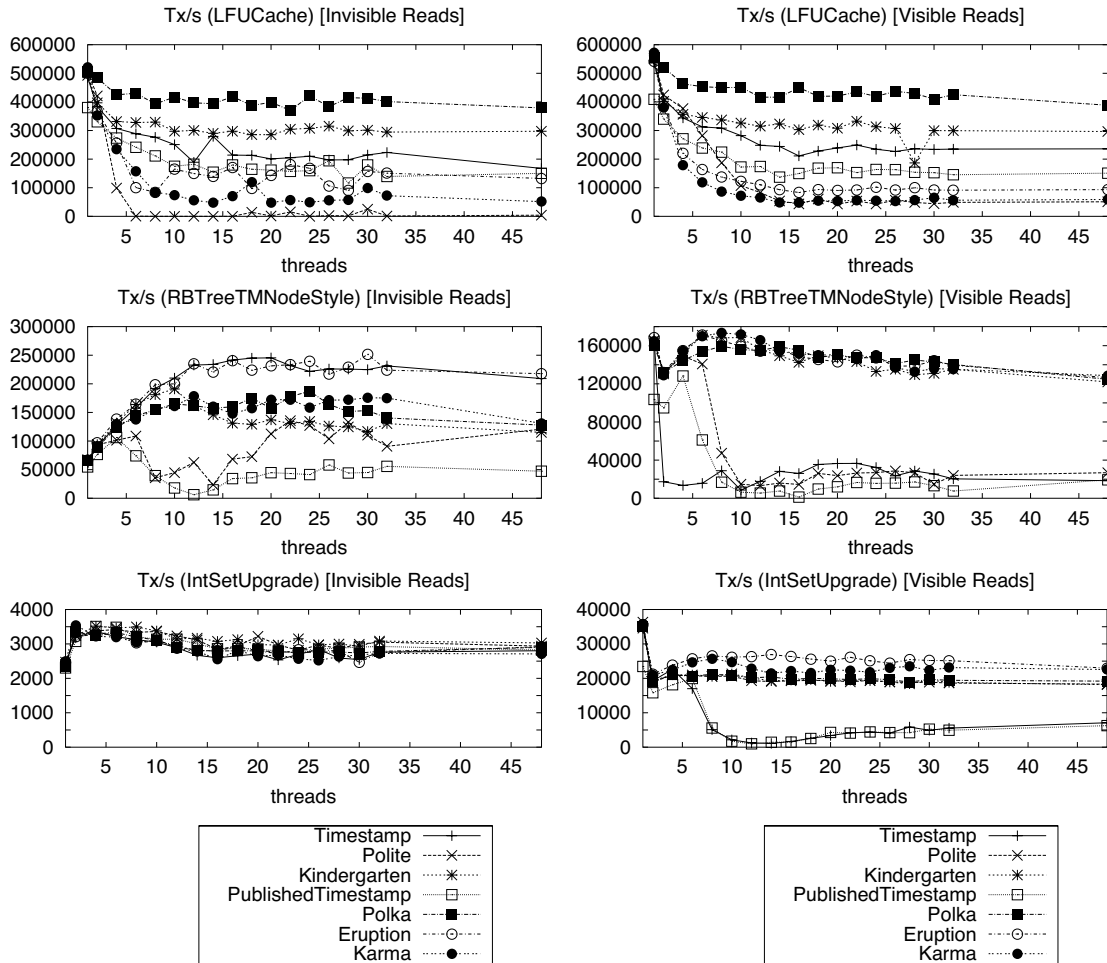 Tx/s (LFUCache) [Invisible Reads]
600000
500000
400000
300000
200000
100000
0
5 10 15 20 25 30 35 40 45
threads
Tx/s (LFUCache) [Visible Reads]
600000
500000
400000
300000
200000
100000
0
5 10 15 20 25 30 35 40 45
threads
Tx/s (RBTreeTMNodeStyle) [Invisible Reads]
300000
250000
200000
150000
100000
50000
0
5 10 15 20 25 30 35 40 45
threads
Tx/s (RBTreeTMNodeStyle) [Visible Reads]
160000
120000
80000
40000
0
5 10 15 20 25 30 35 40 45
threads
Tx/s (IntSetUpgrade) [Invisible Reads]
4000
3000
2000
1000
0
5 10 15 20 25 30 35 40 45
threads
Tx/s (IntSetUpgrade) [Visible Reads]
40000
30000
20000
10000
0
5 10 15 20 25 30 35 40 45
threads
Timestamp
Polite
Kindergarten
PublishedTimestamp
Polka
Eruption
Karma
Timestamp
Polite
Kindergarten
PublishedTimestamp
Polka
Eruption
Karma